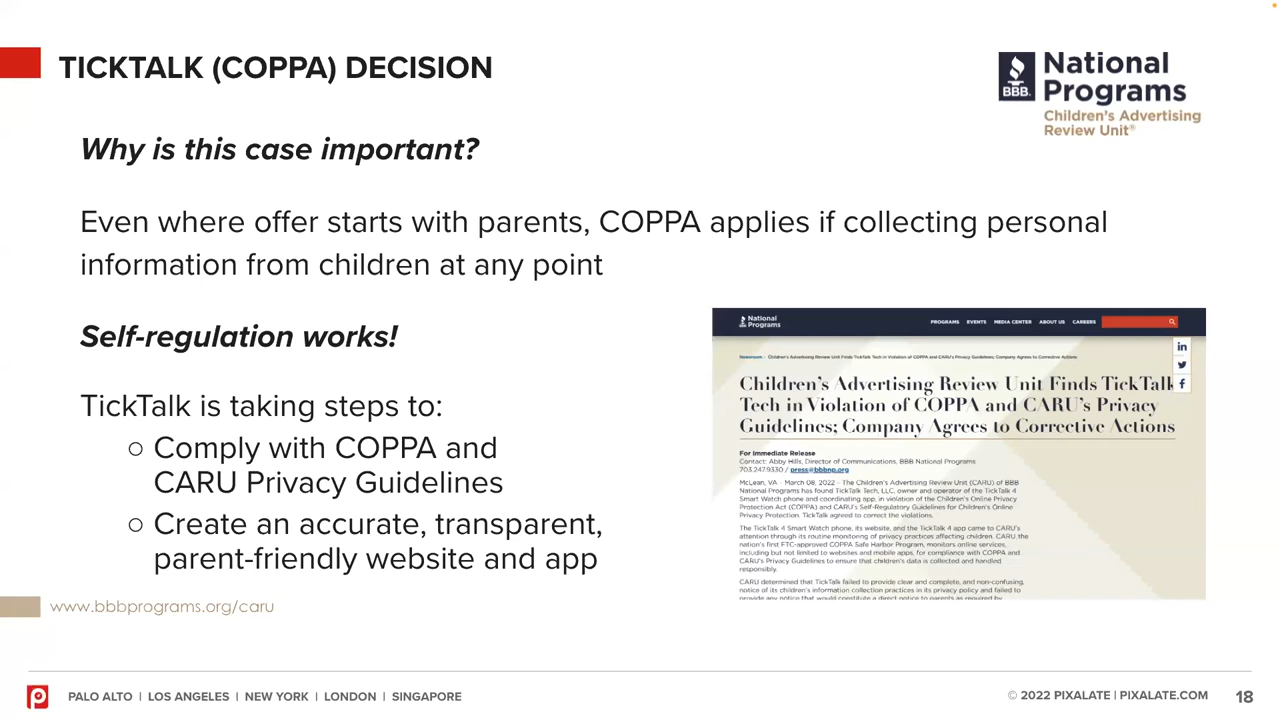 TICKTALK (COPPA) DECISION
BBB.
National
Programs
Children's Advertising
Review Unit®
Why is this case important?
Even where offer starts with parents, COPPA applies if collecting personal
information from children at any point
Self-regulation works!
TickTalk is taking steps to:
○ Comply with COPPA and
CARU Privacy Guidelines
○ Create an accurate, transparent,
parent-friendly website and app
www.bbbprograms.org/caru
National
Programs
PROGRAMS EVENTS MEDIA CENTER ABOUT US CAREERS
in
f
Newsroom Children's Advertising Review Unit Finds TickTalk Tech in Violation of COPPA and CARU's Privacy Guidelines; Company Agrees to Corrective Actions
Children's Advertising Review Unit Finds TickTalk
Tech in Violation of COPPA and CARU's Privacy
Guidelines; Company Agrees to Corrective Actions
For Immediate Release
Contact: Abby Hills, Director of Communications, BBB National Programs
703.247.9330 / press@bbbnp.org
McLean, VA - March 08, 2022 - The Children's Advertising Review Unit (CARU) of BBB
National Programs has found TickTalk Tech, LLC, owner and operator of the TickTalk 4
Smart Watch phone and coordinating app, in violation of the Children's Online Privacy
Protection Act (COPPA) and CARU's Self-Regulatory Guidelines for Children's Online
Privacy Protection. TickTalk agreed to correct the violations.
The TickTalk 4 Smart Watch phone, its website, and the TickTalk 4 app came to CARU's
attention through its routine monitoring of privacy practices affecting children. CARU, the
nation's first FTC-approved COPPA Safe Harbor Program, monitors online services,
including but not limited to websites and mobile apps, for compliance with COPPA and
CARU's Privacy Guidelines to ensure that children's data is collected and handled
responsibly.
CARU determined that TickTalk failed to provide clear and complete, and non-confusing,
notice of its children's information collection practices in its privacy policy and failed to
provide any notice that would constitute a direct notice to parents as required by
PALO ALTO | LOS ANGELES | NEW YORK | LONDON | SINGAPORE
© 2022 PIXALATE | PIXALATE.COM
18